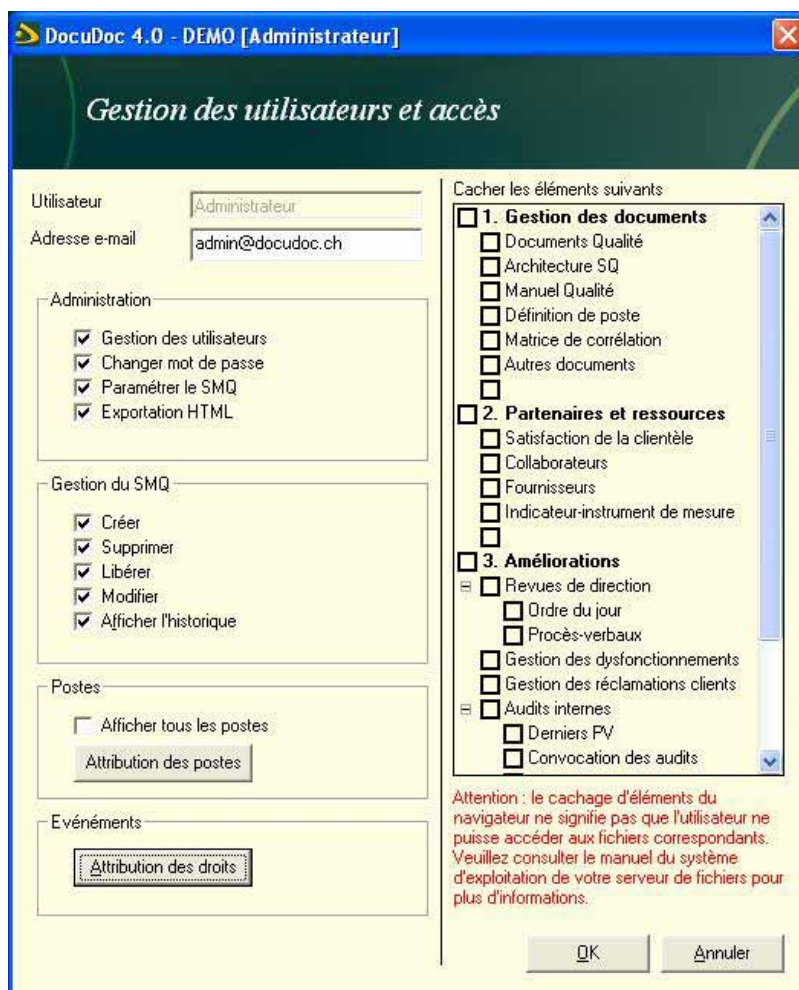 DocuDoc 4.0 - DEMO [Administrateur]
Gestion des utilisateurs et accès
Utilisateur
Administrateur
Adresse e-mail
admin@docudoc.ch
Administration
Gestion des utilisateurs
Changer mot de passe
Paramétrer le SMQ
Exportation HTML
Gestion du SMQ
Créer
Supprimer
Libérer
Modifier
Afficher l'historique
Postes
Afficher tous les postes
Attribution des postes
Evénéments
Attribution des droits
Cacher les éléments suivants
1. Gestion des documents
Documents Qualité
Architecture SQ
Manuel Qualité
Définition de poste
Matrice de corrélation
Autres documents
2. Partenaires et ressources
Satisfaction de la clientèle
Collaborateurs
Fournisseurs
Indicateur-instrument de mesure
3. Améliorations
Revues de direction
Ordre du jour
Procès-verbaux
Gestion des dysfonctionnements
Gestion des réclamations clients
Audits internes
Derniers PV
Convocation des audits
Attention : le cachage d'éléments du
navigateur ne signifie pas que l'utilisateur ne
puisse accéder aux fichiers correspondants.
Veuillez consulter le manuel du système
d'exploitation de votre serveur de fichiers pour
plus d'informations.
OK
Annuler